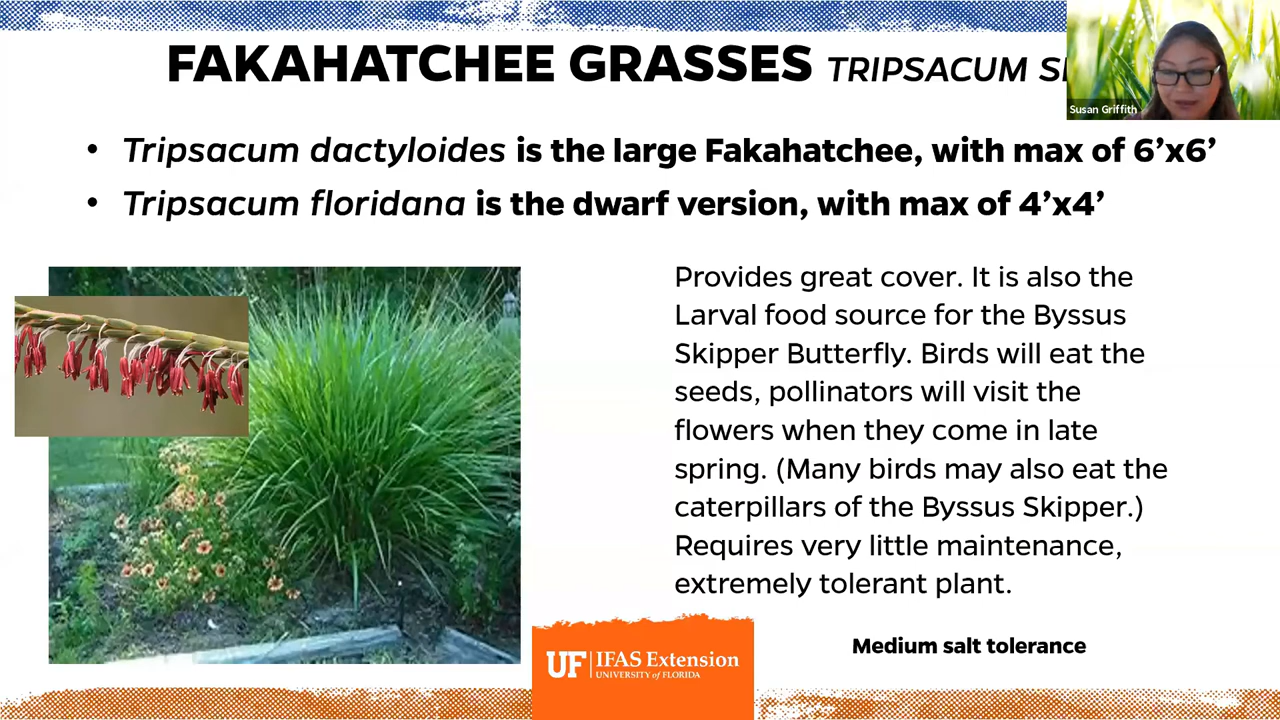 FAKAHATCHEE GRASSES TRIPSACUM
Susan Griffith
• Tripsacum dactyloides is the large Fakahatchee, with max of 6’x6’
• Tripsacum floridana is the dwarf version, with max of 4’x4’
Provides great cover. It is also the
Larval food source for the Byssus
Skipper Butterfly. Birds will eat the
seeds, pollinators will visit the
flowers when they come in late
spring. (Many birds may also eat the
caterpillars of the Byssus Skipper.)
Requires very little maintenance,
extremely tolerant plant.
Medium salt tolerance
UF IFAS Extension
UNIVERSITY of FLORIDA